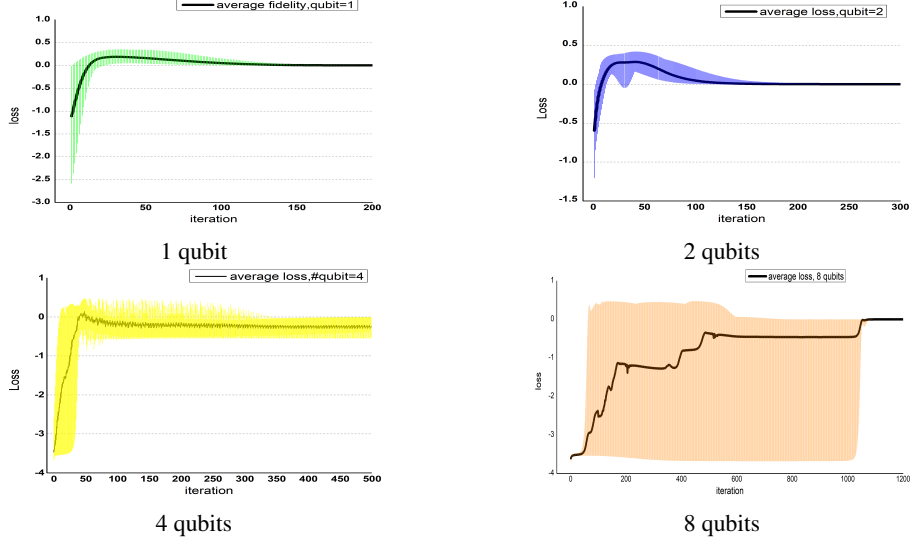 average fidelity,qubit=1
1.0
0.5
0.0
-0.5
-1.0
-1.5
-2.0
-2.5
-3.0
loss
0 50 100 150 200
iteration
1 qubit
average loss,qubit=2
1.0
0.5
0.0
-0.5
-1.0
-1.5
Loss
0 50 100 150 200 250 300
iteration
2 qubits
average loss,#qubit=4
1
0
-1
-2
-3
-4
Loss
0 50 100 150 200 250 300 350 400 450 500
iteration
4 qubits
average loss, 8 qubits
1
0
-1
-2
-3
-4
loss
0 200 400 600 800 1000 1200
iteration
8 qubits